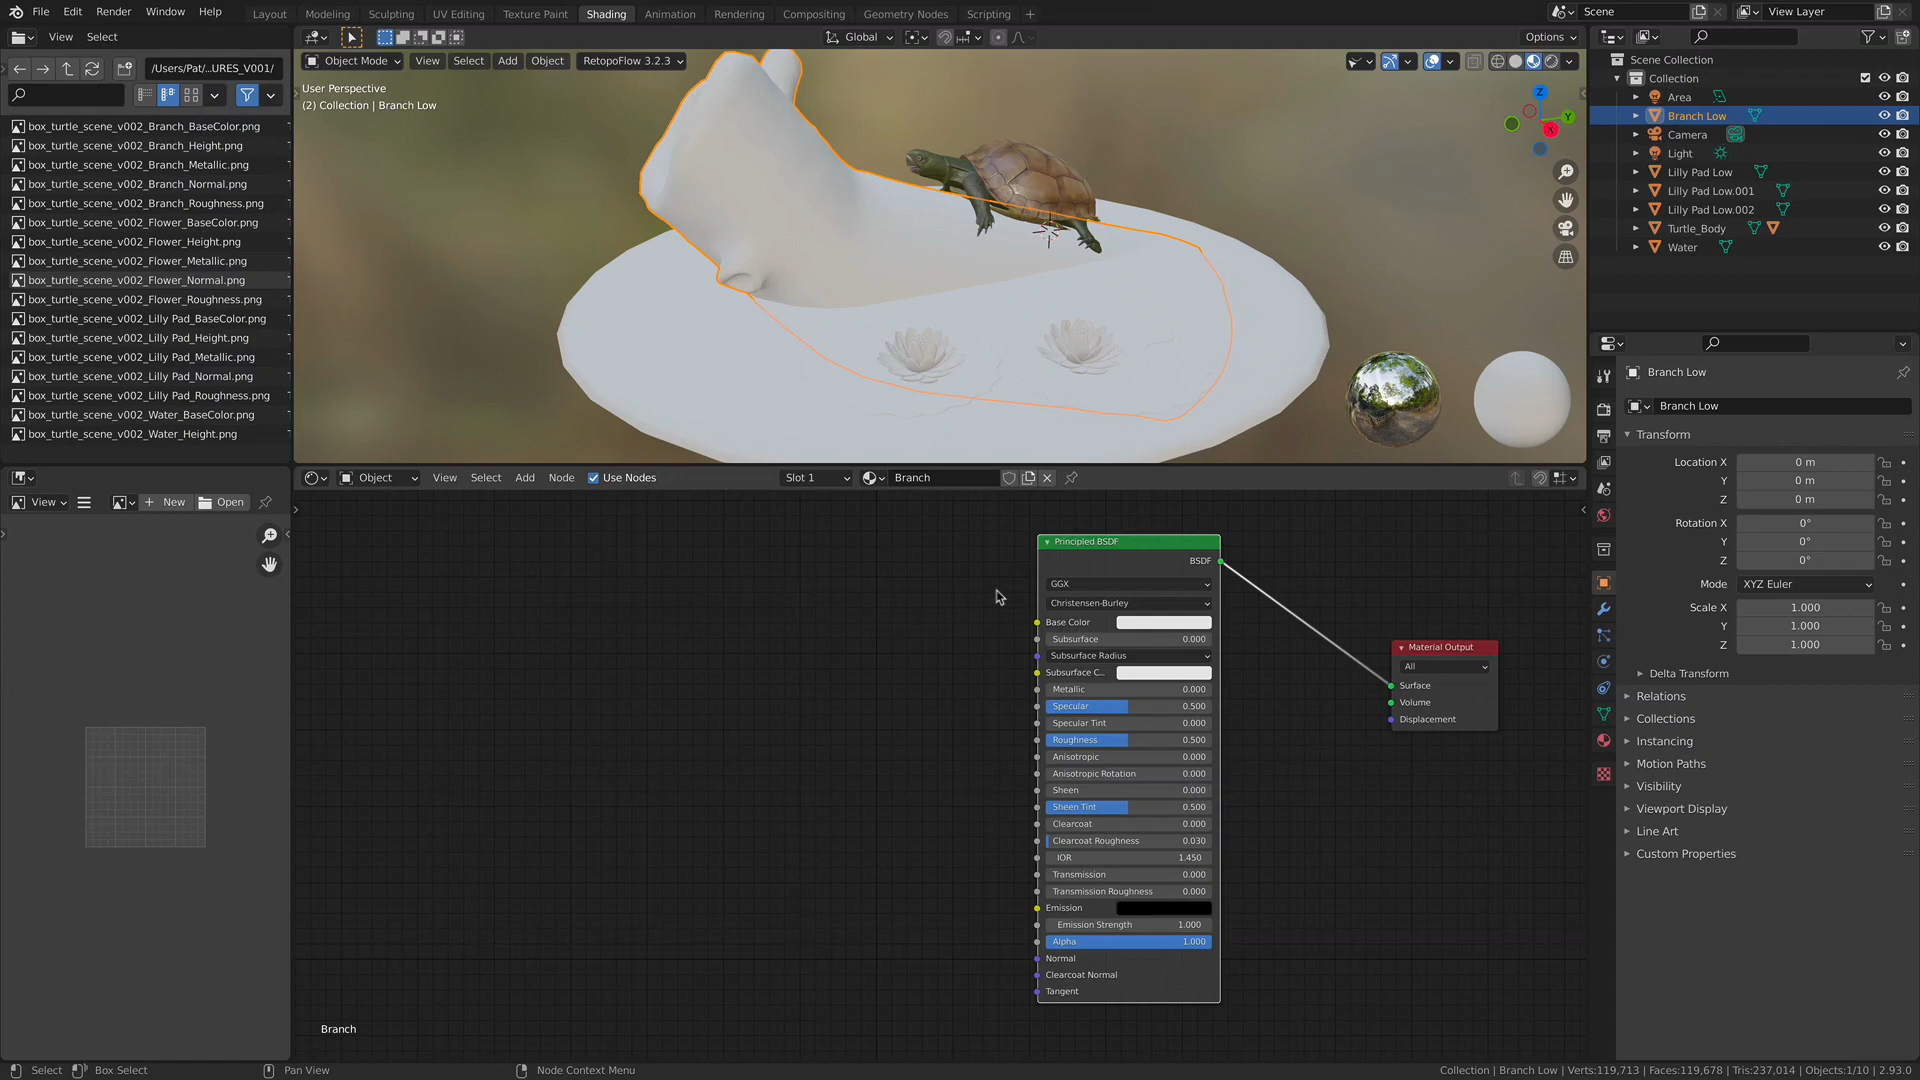 File Edit Render Window Help
Layout Modeling Sculpting UV Editing Texture Paint Shading Animation Rendering Compositing Geometry Nodes Scripting +
Scene
View Layer
View Select
Global
Options
/Users/Pat/...URES_V001/
Object Mode View Select Add Object RetopoFlow 3.2.3
User Perspective
(2) Collection | Branch Low
Z
Y
X
box_turtle_scene_v002_Branch_BaseColor.png
box_turtle_scene_v002_Branch_Height.png
box_turtle_scene_v002_Branch_Metallic.png
box_turtle_scene_v002_Branch_Normal.png
box_turtle_scene_v002_Branch_Roughness.png
box_turtle_scene_v002_Flower_BaseColor.png
box_turtle_scene_v002_Flower_Height.png
box_turtle_scene_v002_Flower_Metallic.png
box_turtle_scene_v002_Flower_Normal.png
box_turtle_scene_v002_Flower_Roughness.png
box_turtle_scene_v002_Lilly Pad_BaseColor.png
box_turtle_scene_v002_Lilly Pad_Height.png
box_turtle_scene_v002_Lilly Pad_Metallic.png
box_turtle_scene_v002_Lilly Pad_Normal.png
box_turtle_scene_v002_Lilly Pad_Roughness.png
box_turtle_scene_v002_Water_BaseColor.png
box_turtle_scene_v002_Water_Height.png
View + New Open
Object View Select Add Node Use Nodes Slot 1 Branch
Principled BSDF
BSDF
GGX
Christensen-Burley
Base Color
Subsurface 0.000
Subsurface Radius
Subsurface C...
Metallic 0.000
Specular 0.500
Specular Tint 0.000
Roughness 0.500
Anisotropic 0.000
Anisotropic Rotation 0.000
Sheen 0.000
Sheen Tint 0.500
Clearcoat 0.000
Clearcoat Roughness 0.030
IOR 1.450
Transmission 0.000
Transmission Roughness 0.000
Emission
Emission Strength 1.000
Alpha 1.000
Normal
Clearcoat Normal
Tangent
Material Output
All
Surface
Volume
Displacement
Branch
Scene Collection
Collection
Area
Branch Low
Camera
Light
Lilly Pad Low
Lilly Pad Low.001
Lilly Pad Low.002
Turtle_Body
Water
Branch Low
Branch Low
Transform
Location X 0 m
Y 0 m
Z 0 m
Rotation X 0°
Y 0°
Z 0°
Mode XYZ Euler
Scale X 1.000
Y 1.000
Z 1.000
Delta Transform
Relations
Collections
Instancing
Motion Paths
Visibility
Viewport Display
Line Art
Custom Properties
Select Box Select Pan View Node Context Menu
Collection | Branch Low | Verts:119,713 | Faces:119,678 | Tris:237,014 | Objects:1/10 | 2.93.0